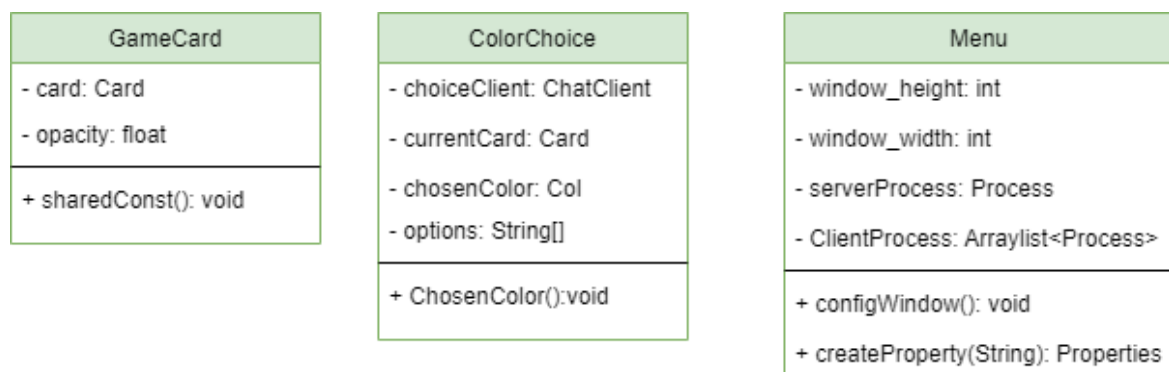 GameCard
- card: Card
- opacity: float
+ sharedConst(): void
ColorChoice
- choiceClient: ChatClient
- currentCard: Card
- chosenColor: Col
- options: String[]
+ ChosenColor():void
Menu
- window_height: int
- window_width: int
- serverProcess: Process
- ClientProcess: Arraylist<Process>
+ configWindow(): void
+ createProperty(String): Properties